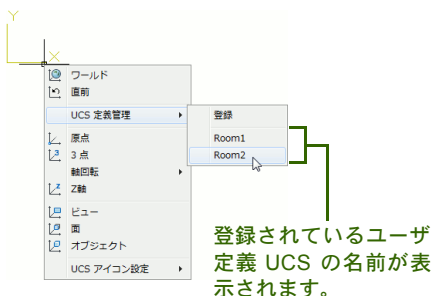 Y
X
ワールド
直前
UCS 定義管理
登録
原点
Room1
3 点
Room2
軸回転
Z軸
ビュー
面
オブジェクト
UCS アイコン設定
登録されているユーザ
定義 UCS の名前が表
示されます。